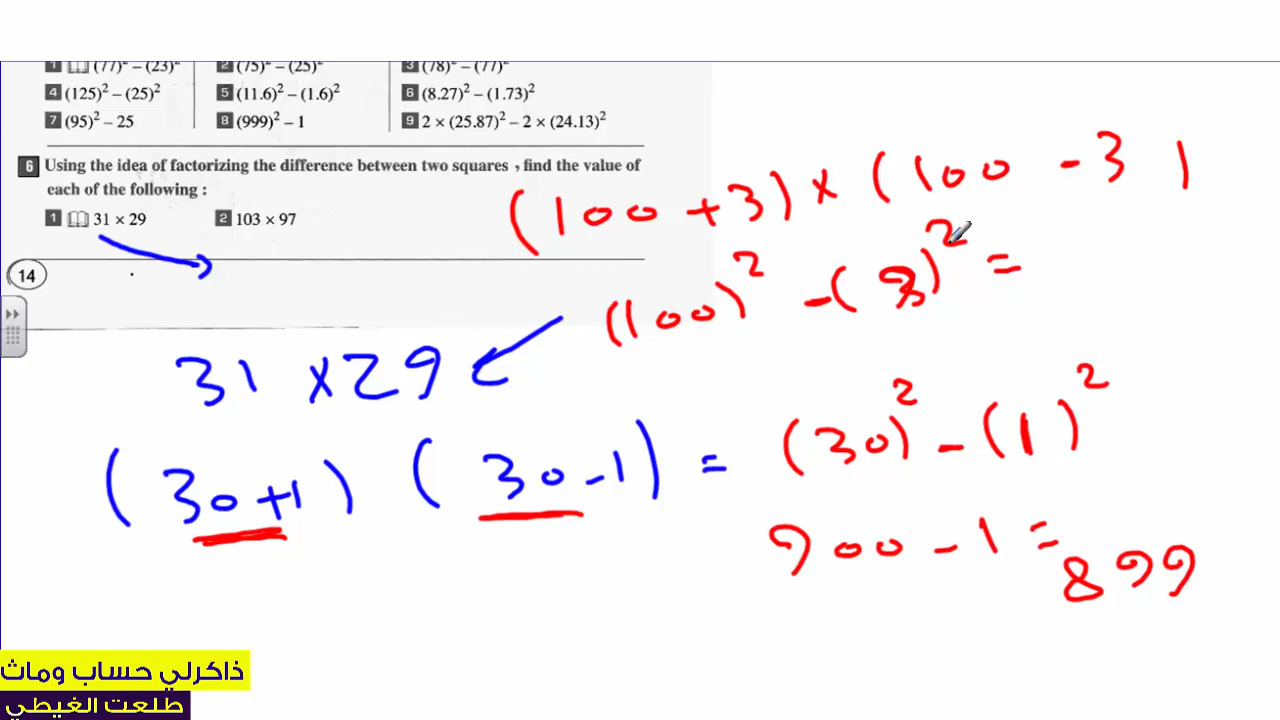 1 (77)² – (23)² 2 (75)² – (25)² 3 (78)² – (77)²
4 (125)² – (25)² 5 (11.6)² – (1.6)² 6 (8.27)² – (1.73)²
7 (95)² – 25 8 (999)² – 1 9 2 × (25.87)² – 2 × (24.13)²
6 Using the idea of factorizing the difference between two squares , find the value of
each of the following :
1 31 × 29 2 103 × 97
14
(100 +3) × (100 - 3)
(100)² - (3)² =
31 × 29
(30+1) (30-1) = (30)² - (1)²
900 - 1 = 899
ذاكرلي حساب وماث
طلعت الغيطي